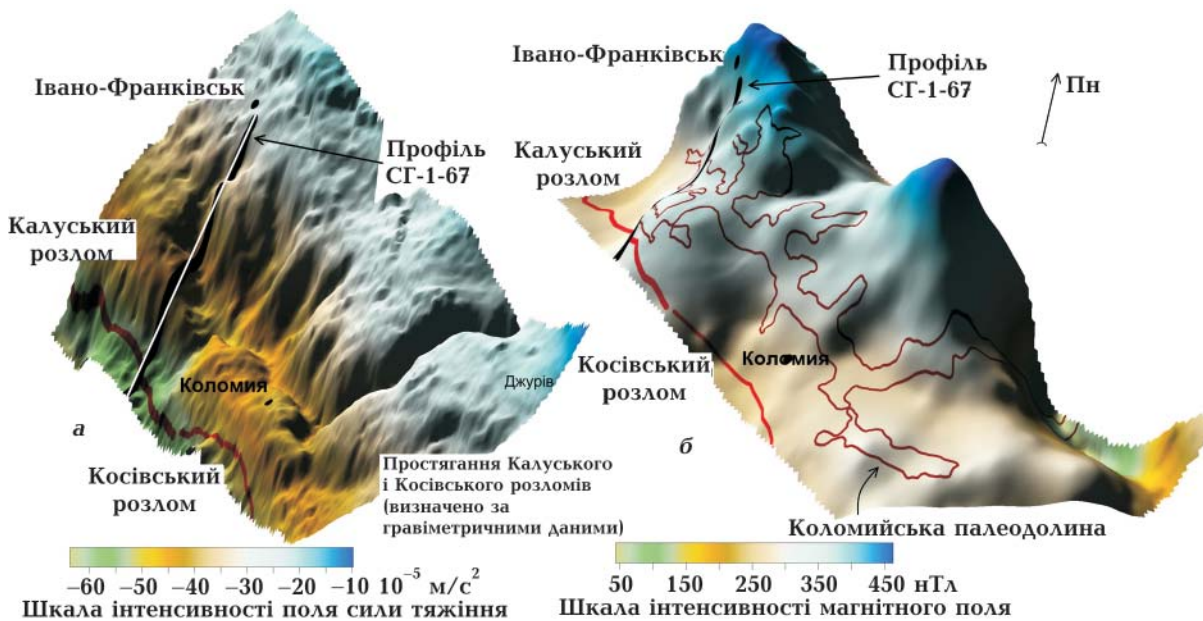 Івано-Франківськ
Профіль
СГ-1-67
Калуський
розлом
Коломия
Джурів
а
Косівський
розлом
Простягання Калуського
і Косівського розломів
(визначено за
гравіметричними даними)
−60 −50 −40 −30 −20 −10 10⁻⁵ м/с²
Шкала інтенсивності поля сили тяжіння
Івано-Франківськ
Профіль
СГ-1-67
Пн
Калуський
розлом
Косівський
розлом
Коломия
б
Коломийська палеодолина
50 150 250 350 450 нТл
Шкала інтенсивності магнітного поля